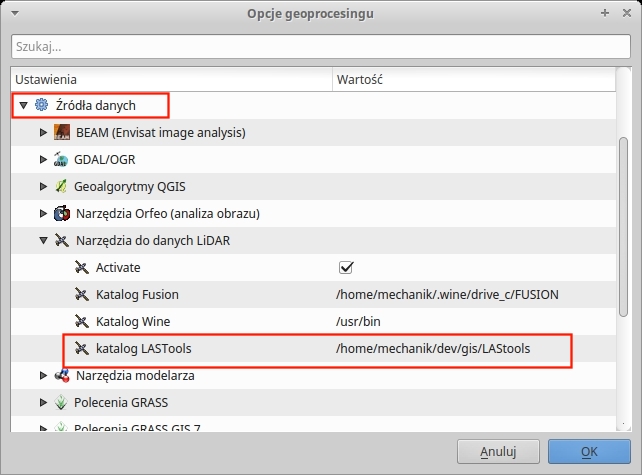 Opcje geoprocesingu
Szukaj...
Ustawienia Wartość
Źródła danych
BEAM (Envisat image analysis)
GDAL/OGR
Geoalgorytmy QGIS
Narzędzia Orfeo (analiza obrazu)
Narzędzia do danych LiDAR
Activate
Katalog Fusion /home/mechanik/.wine/drive_c/FUSION
Katalog Wine /usr/bin
katalog LASTools /home/mechanik/dev/gis/LAStools
Narzędzia modelarza
Polecenia GRASS
Polecenia GRASS GIS 7
Anuluj OK